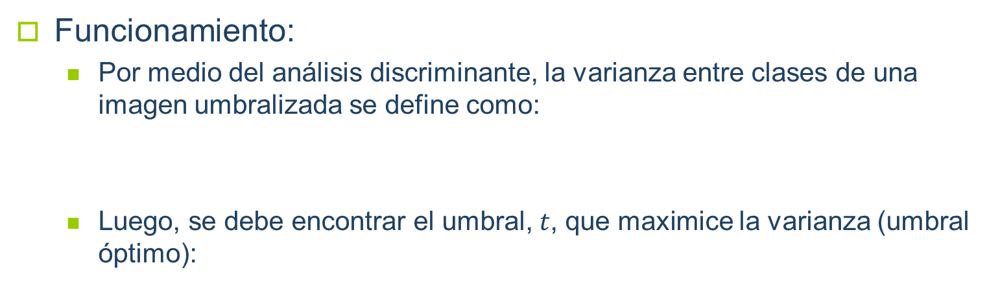 Funcionamiento:
Por medio del análisis discriminante, la varianza entre clases de una
imagen umbralizada se define como:
Luego, se debe encontrar el umbral, t, que maximice la varianza (umbral
óptimo):